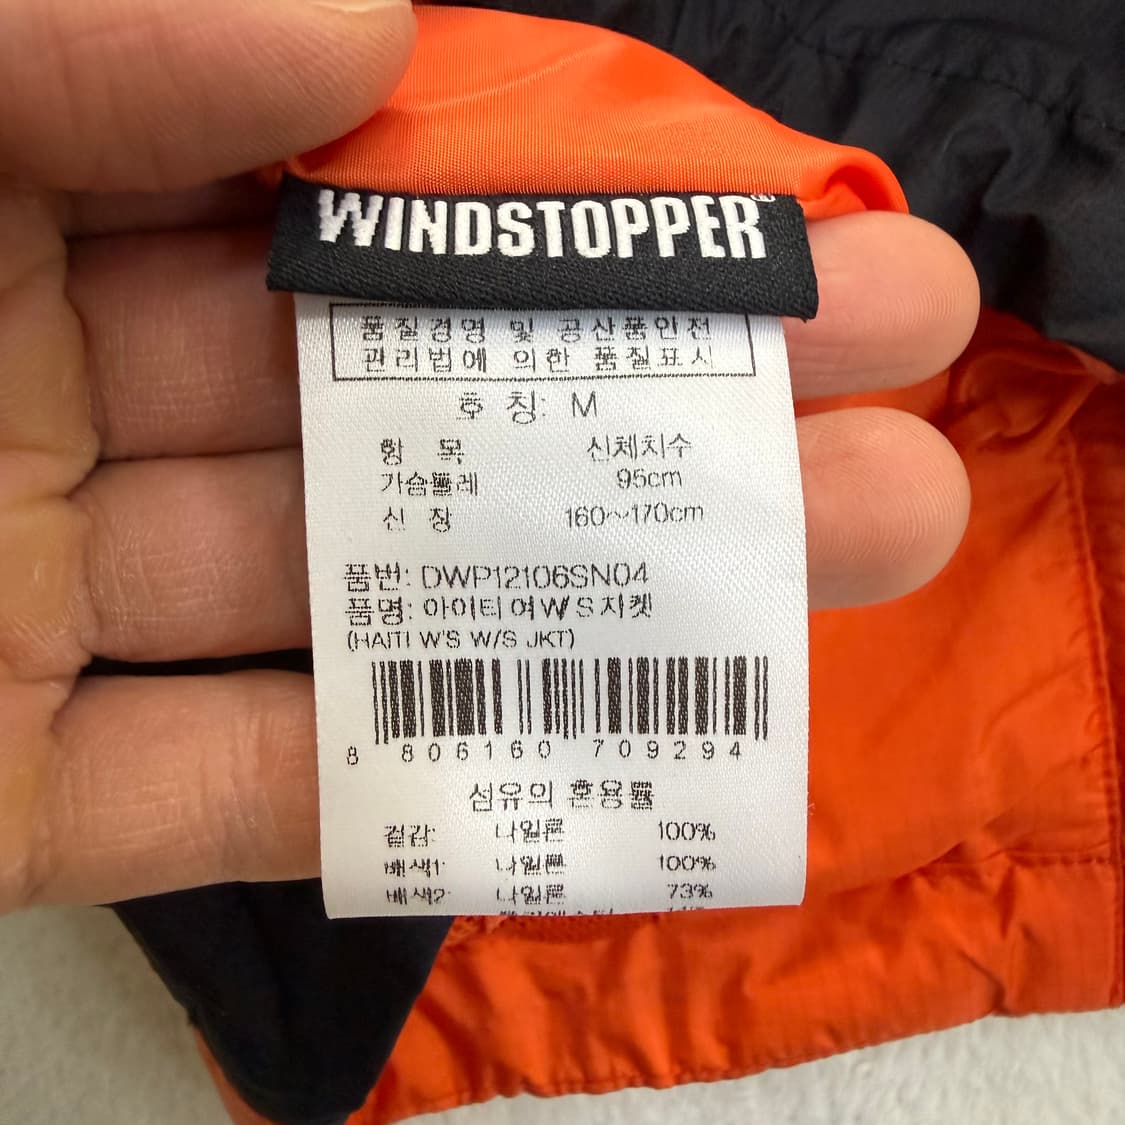 WINDSTOPPER®
품질경영 및 공산품안전
관리법에 의한 품질표시
호 칭: M
항 목 신체치수
가슴둘레 95cm
신 장 160~170cm
품번: DWP12106SN04
품명: 아이티 여W/S자켓
(HAITI W'S W/S JKT)
8 806160 709294
섬유의 혼용률
겉감: 나일론 100%
배색1: 나일론 100%
배색2: 나일론 73%